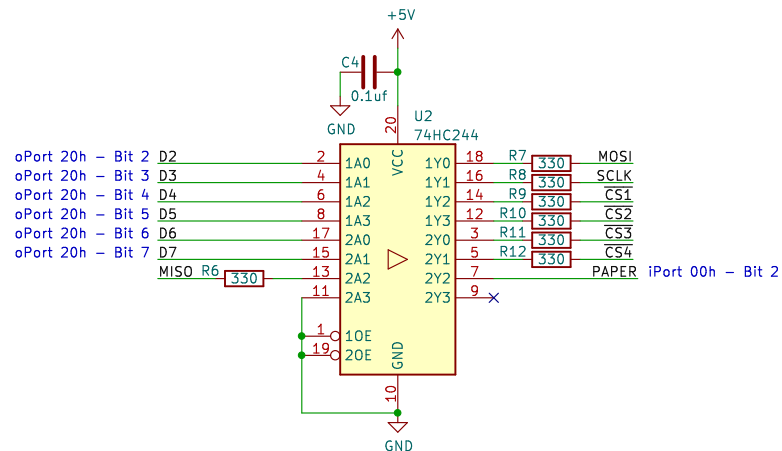 +5V
C4
0.1uf
GND
U2
74HC244
20
VCC
oPort 20h – Bit 2 D2 2 1A0 1Y0 18 R7 330 MOSI
oPort 20h – Bit 3 D3 4 1A1 1Y1 16 R8 330 SCLK
oPort 20h – Bit 4 D4 6 1A2 1Y2 14 R9 330 C̅S̅1̅
oPort 20h – Bit 5 D5 8 1A3 1Y3 12 R10 330 C̅S̅2̅
oPort 20h – Bit 6 D6 17 2A0 2Y0 3 R11 330 C̅S̅3̅
oPort 20h – Bit 7 D7 15 2A1 2Y1 5 R12 330 C̅S̅4̅
MISO R6 330 13 2A2 2Y2 7 PAPER iPort 00h – Bit 2
11 2A3 2Y3 9
1 1OE
19 2OE
GND
10
GND